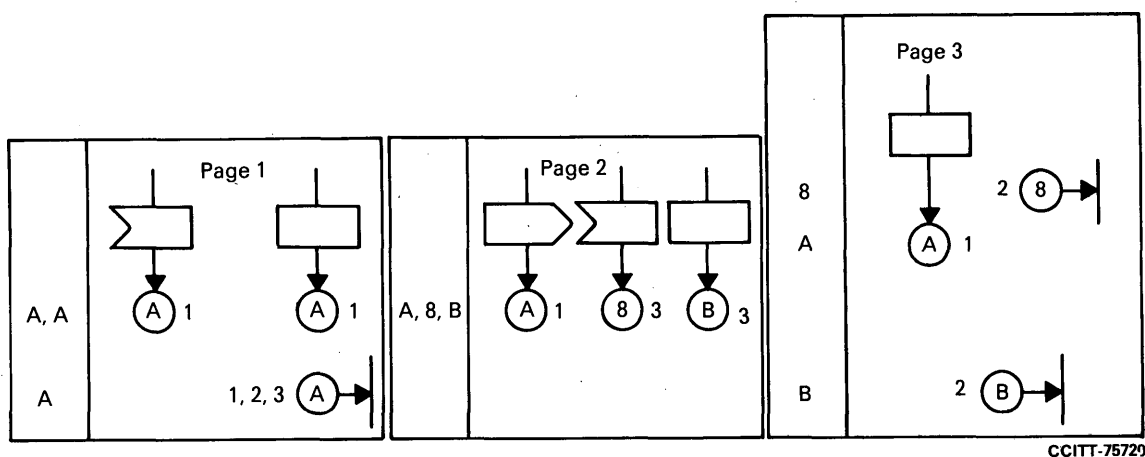 Page 1
A A
A, A 1 1
1, 2, 3 A
A
Page 2
A 8 B
A, 8, B 1 3 3
Page 3
8 2 8
A A 1
B 2 B
CCITT-75729